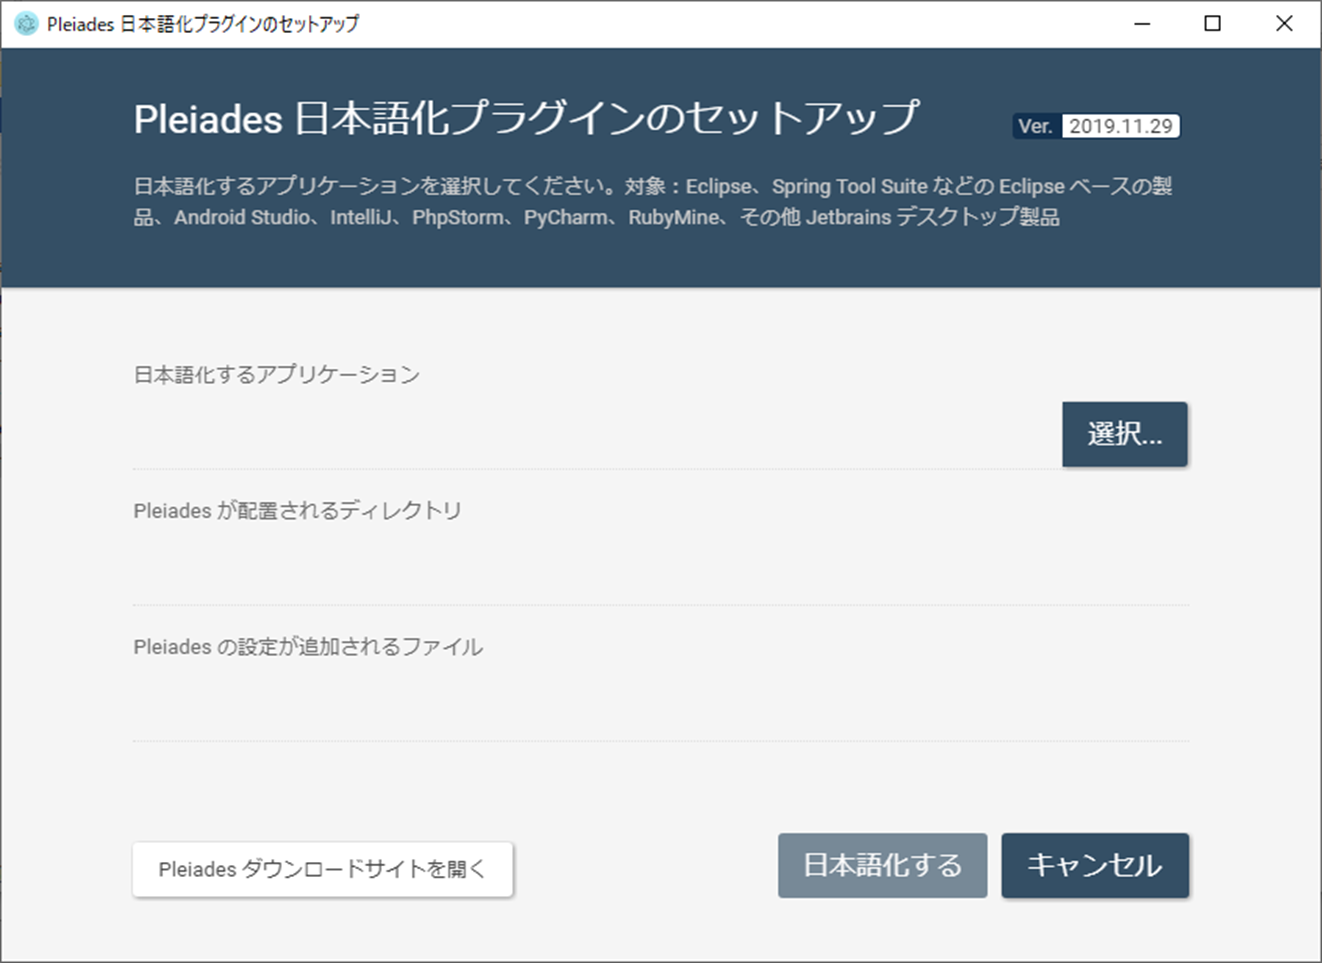 Pleiades 日本語化プラグインのセットアップ
Pleiades 日本語化プラグインのセットアップ
Ver. 2019.11.29
日本語化するアプリケーションを選択してください。対象：Eclipse、Spring Tool Suite などの Eclipse ベースの製
品、Android Studio、IntelliJ、PhpStorm、PyCharm、RubyMine、その他 Jetbrains デスクトップ製品
日本語化するアプリケーション
選択...
Pleiades が配置されるディレクトリ
Pleiades の設定が追加されるファイル
Pleiades ダウンロードサイトを開く
日本語化する
キャンセル